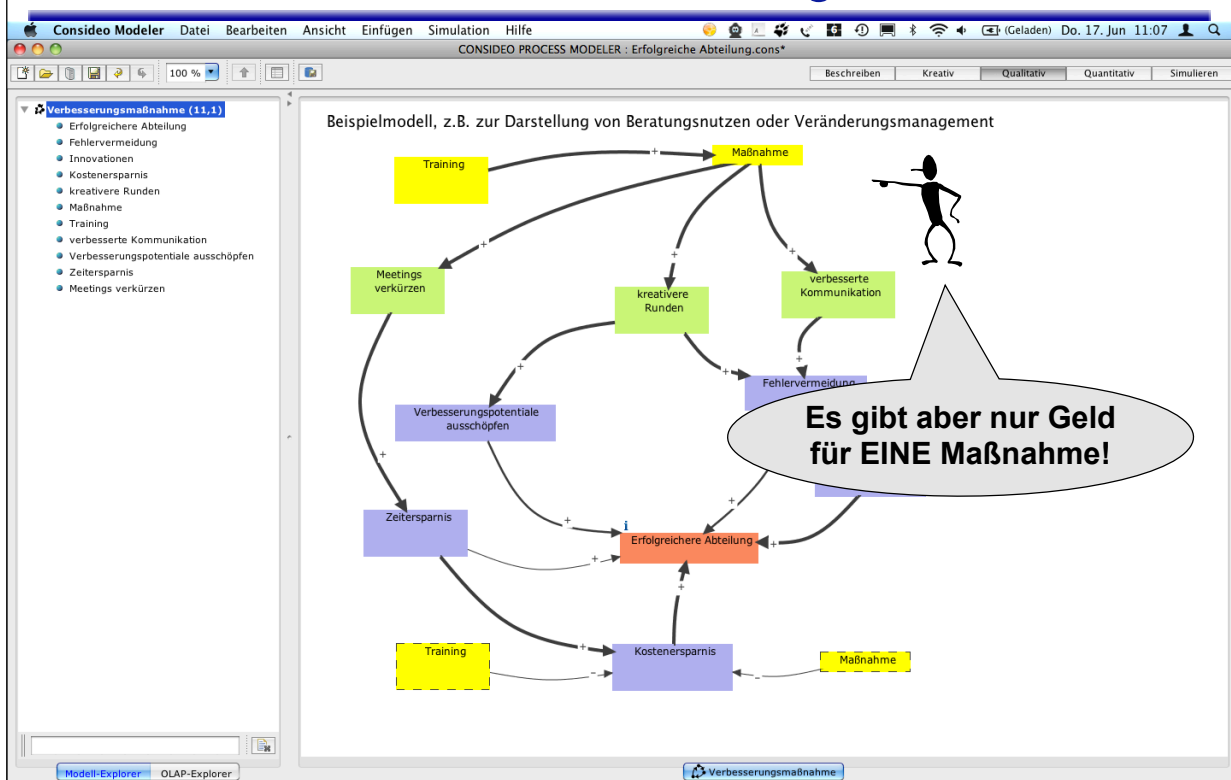 Consideo Modeler Datei Bearbeiten Ansicht Einfügen Simulation Hilfe (Geladen) Do. 17. Jun 11:07
CONSIDEO PROCESS MODELER : Erfolgreiche Abteilung.cons*
100 % Beschreiben Kreativ Qualitativ Quantitativ Simulieren
Verbesserungsmaßnahme (11,1)
Erfolgreichere Abteilung
Fehlervermeidung
Innovationen
Kostenersparnis
kreativere Runden
Maßnahme
Training
verbesserte Kommunikation
Verbesserungspotentiale ausschöpfen
Zeitersparnis
Meetings verkürzen
Beispielmodell, z.B. zur Darstellung von Beratungsnutzen oder Veränderungsmanagement
Training
+
Maßnahme
+
+
+
Meetings
verkürzen
kreativere
Runden
verbesserte
Kommunikation
+
+
+
Fehlervermeidung
Verbesserungspotentiale
ausschöpfen
Es gibt aber nur Geld
für EINE Maßnahme!
+
+
Zeitersparnis
+
i
Erfolgreichere Abteilung
+
+
+
Training
+
Kostenersparnis
Maßnahme
-
-
Modell-Explorer OLAP-Explorer
Verbesserungsmaßnahme